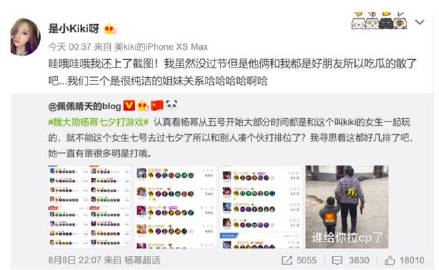 是小Kiki呀
今天 00:37 来自 美kiki的iPhone XS Max
哇哦哇哦我还上了截图！我虽然没过节但是他俩和我都是好朋友所以吃瓜的散了
吧...我们三个是很纯洁的姐妹关系哈哈哈哈啊哈
@佩佩晴天的blog
#魏大勋杨幂七夕打游戏# 认真看杨幂从五号开始大部分时间都是和这个叫kiki的女生一起玩
的，就不能这个女生七号去过七夕了所以和别人凑个伙打排位了？我寻思着这都好几排了吧，
她一直有跟很多明星打哦。
谁给你拉cp了
8月8日 22:07 来自 杨幂超话
5055
3830
18010